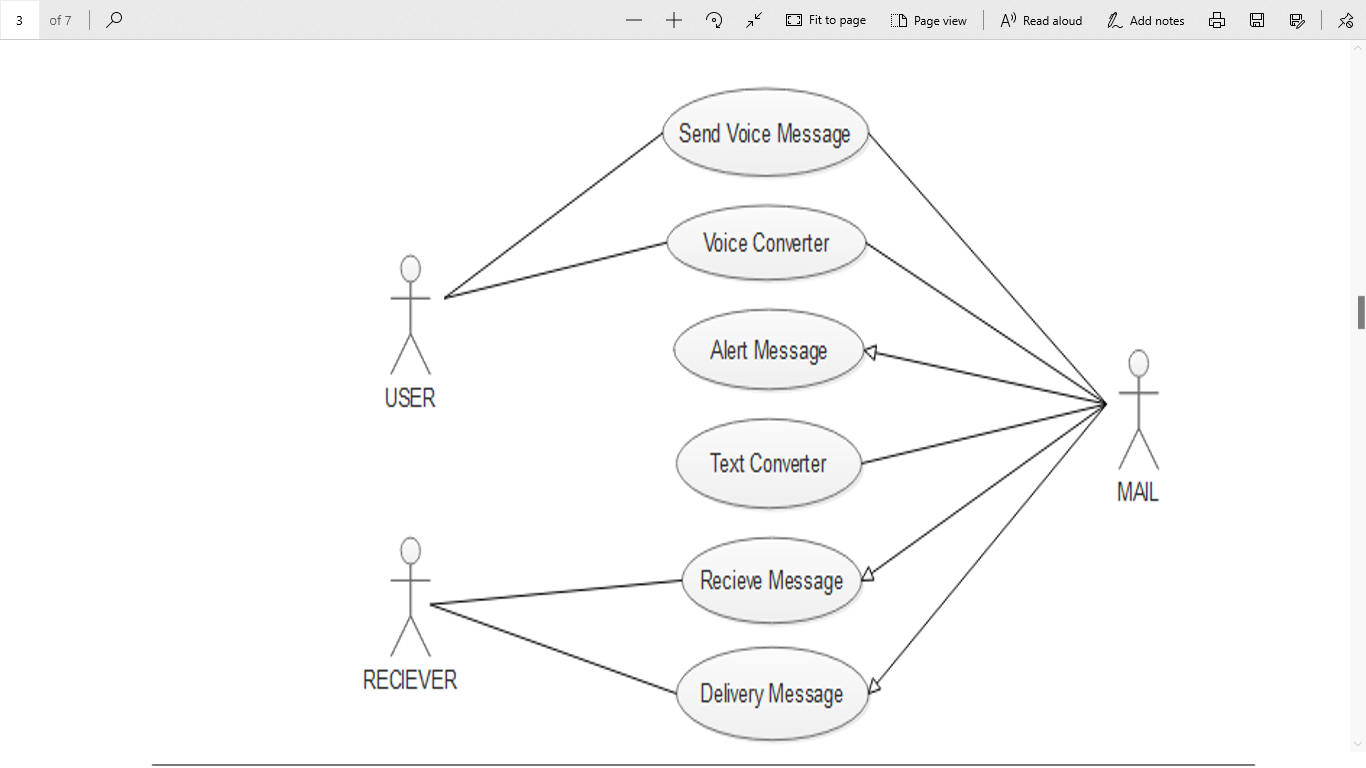 3 of 7 Fit to page Page view Read aloud Add notes
Send Voice Message
Voice Converter
USER
Alert Message
Text Converter
MAIL
Recieve Message
RECIEVER
Delivery Message